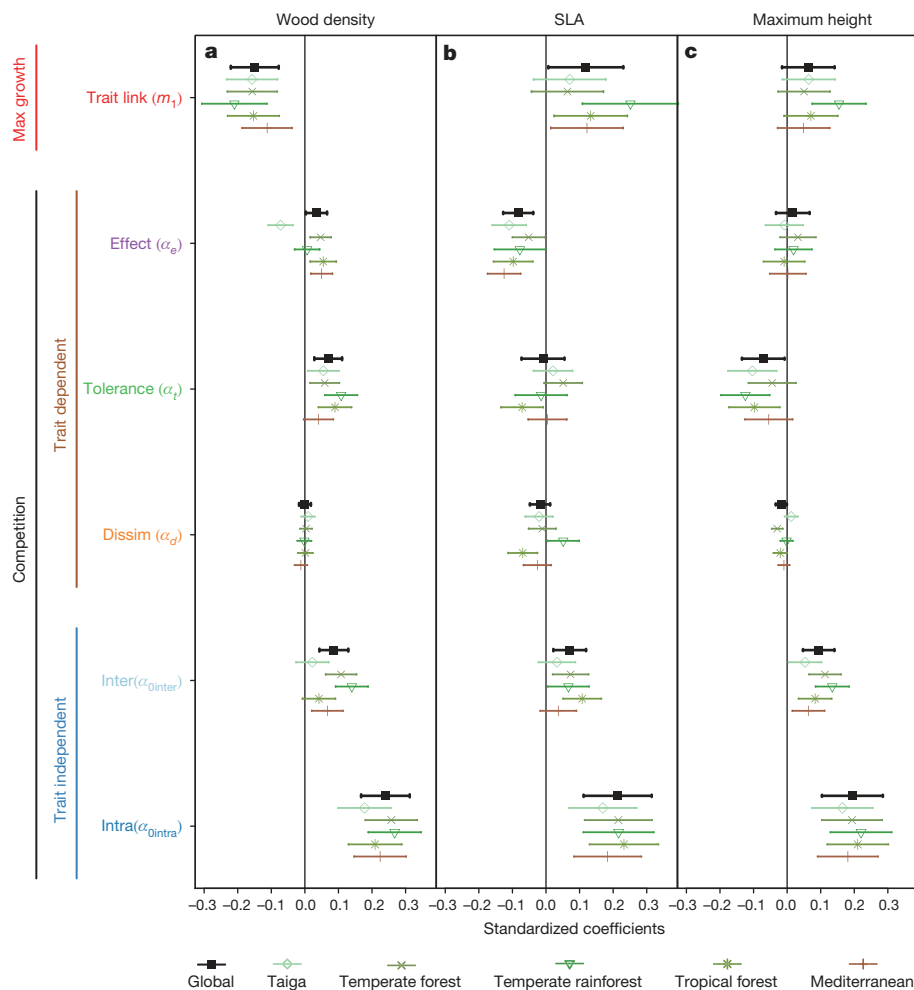 Wood density SLA Maximum height
a b c
Max growth
Trait link (m1)
Competition
Trait dependent
Effect (αe)
Tolerance (αt)
Dissim (αd)
Trait independent
Inter(α0inter)
Intra(α0intra)
−0.3 −0.2 −0.1 0 0.1 0.2 0.3 −0.3 −0.2 −0.1 0 0.1 0.2 0.3 −0.3 −0.2 −0.1 0 0.1 0.2 0.3
Standardized coefficients
Global Taiga Temperate forest Temperate rainforest Tropical forest Mediterranean